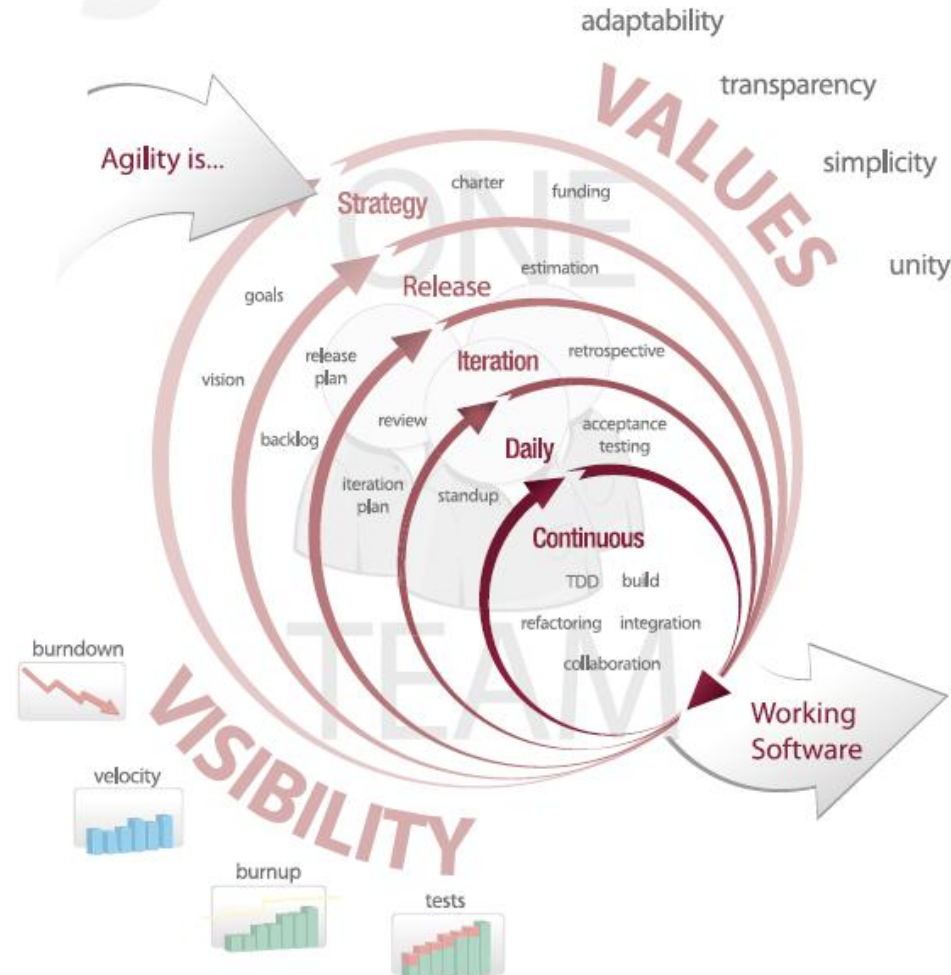 adaptability
transparency
simplicity
unity
VALUES
Agility is...
ONE
TEAM
Strategy
charter
funding
goals
vision
Release
estimation
release
plan
backlog
Iteration
retrospective
review
iteration
plan
Daily
acceptance
testing
standup
Continuous
TDD
build
refactoring
integration
collaboration
Working
Software
VISIBILITY
burndown
velocity
burnup
tests